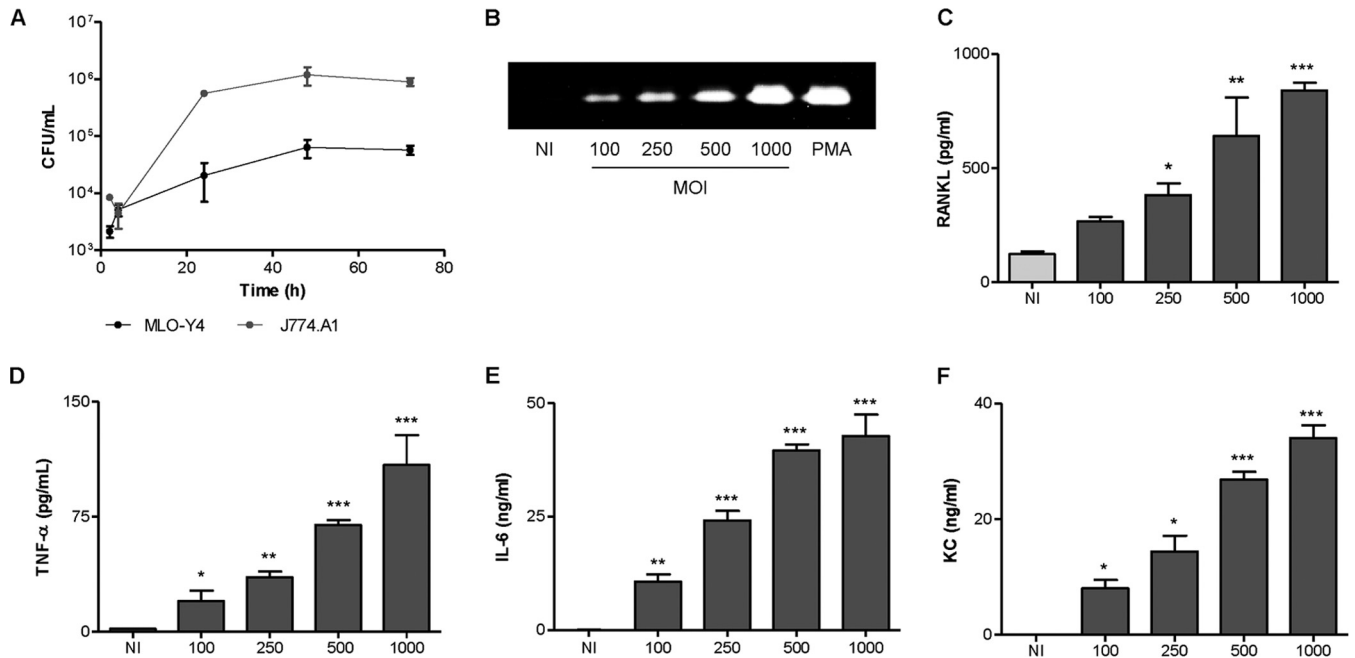 A
10⁷
10⁶
10⁵
10⁴
10³
CFU/mL
0 20 40 60 80
Time (h)
MLO-Y4 J774.A1
B
NI 100 250 500 1000 PMA
MOI
C
1000
500
0
RANKL (pg/ml)
* ** ***
NI 100 250 500 1000
D
150
75
0
TNF-α (pg/mL)
* ** *** ***
NI 100 250 500 1000
E
50
25
0
IL-6 (ng/ml)
** *** *** ***
NI 100 250 500 1000
F
40
20
0
KC (ng/ml)
* * *** ***
NI 100 250 500 1000